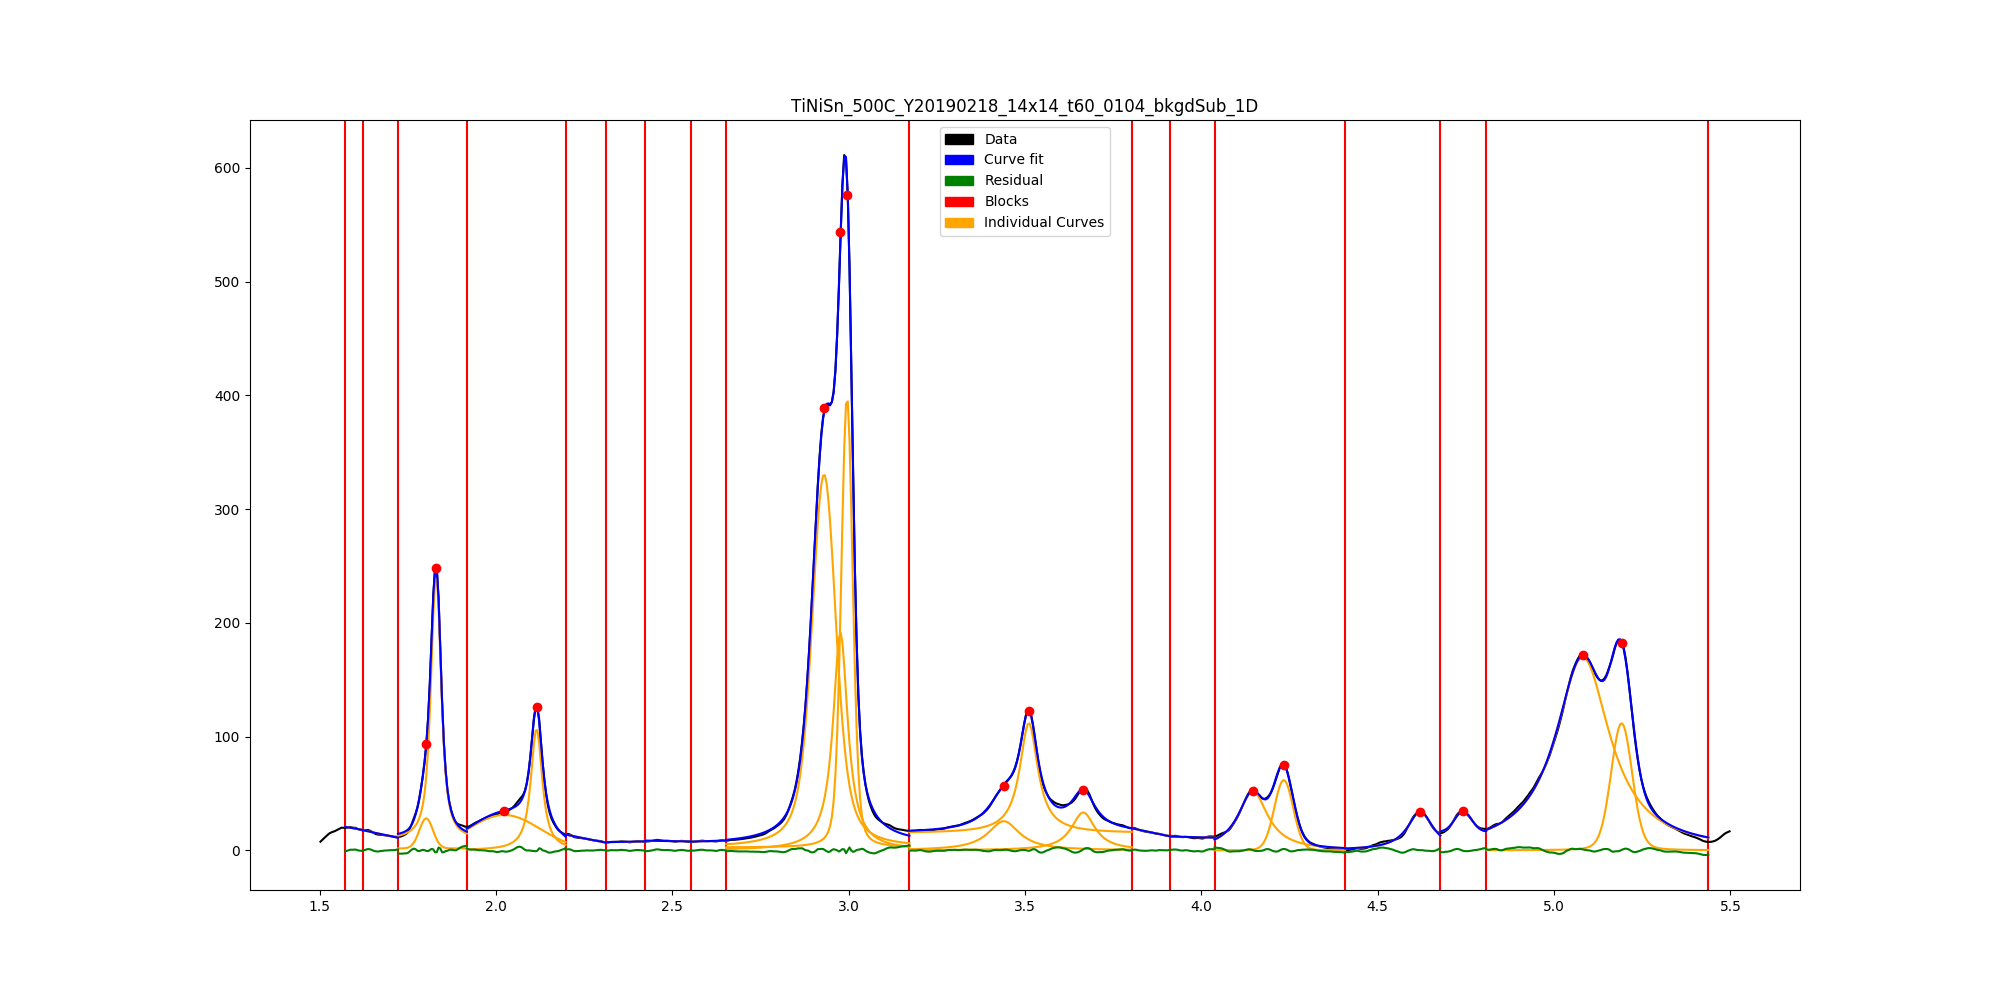 TiNiSn_500C_Y20190218_14x14_t60_0104_bkgdSub_1D
Data
Curve fit
Residual
Blocks
Individual Curves
600
500
400
300
200
100
0
1.5 2.0 2.5 3.0 3.5 4.0 4.5 5.0 5.5